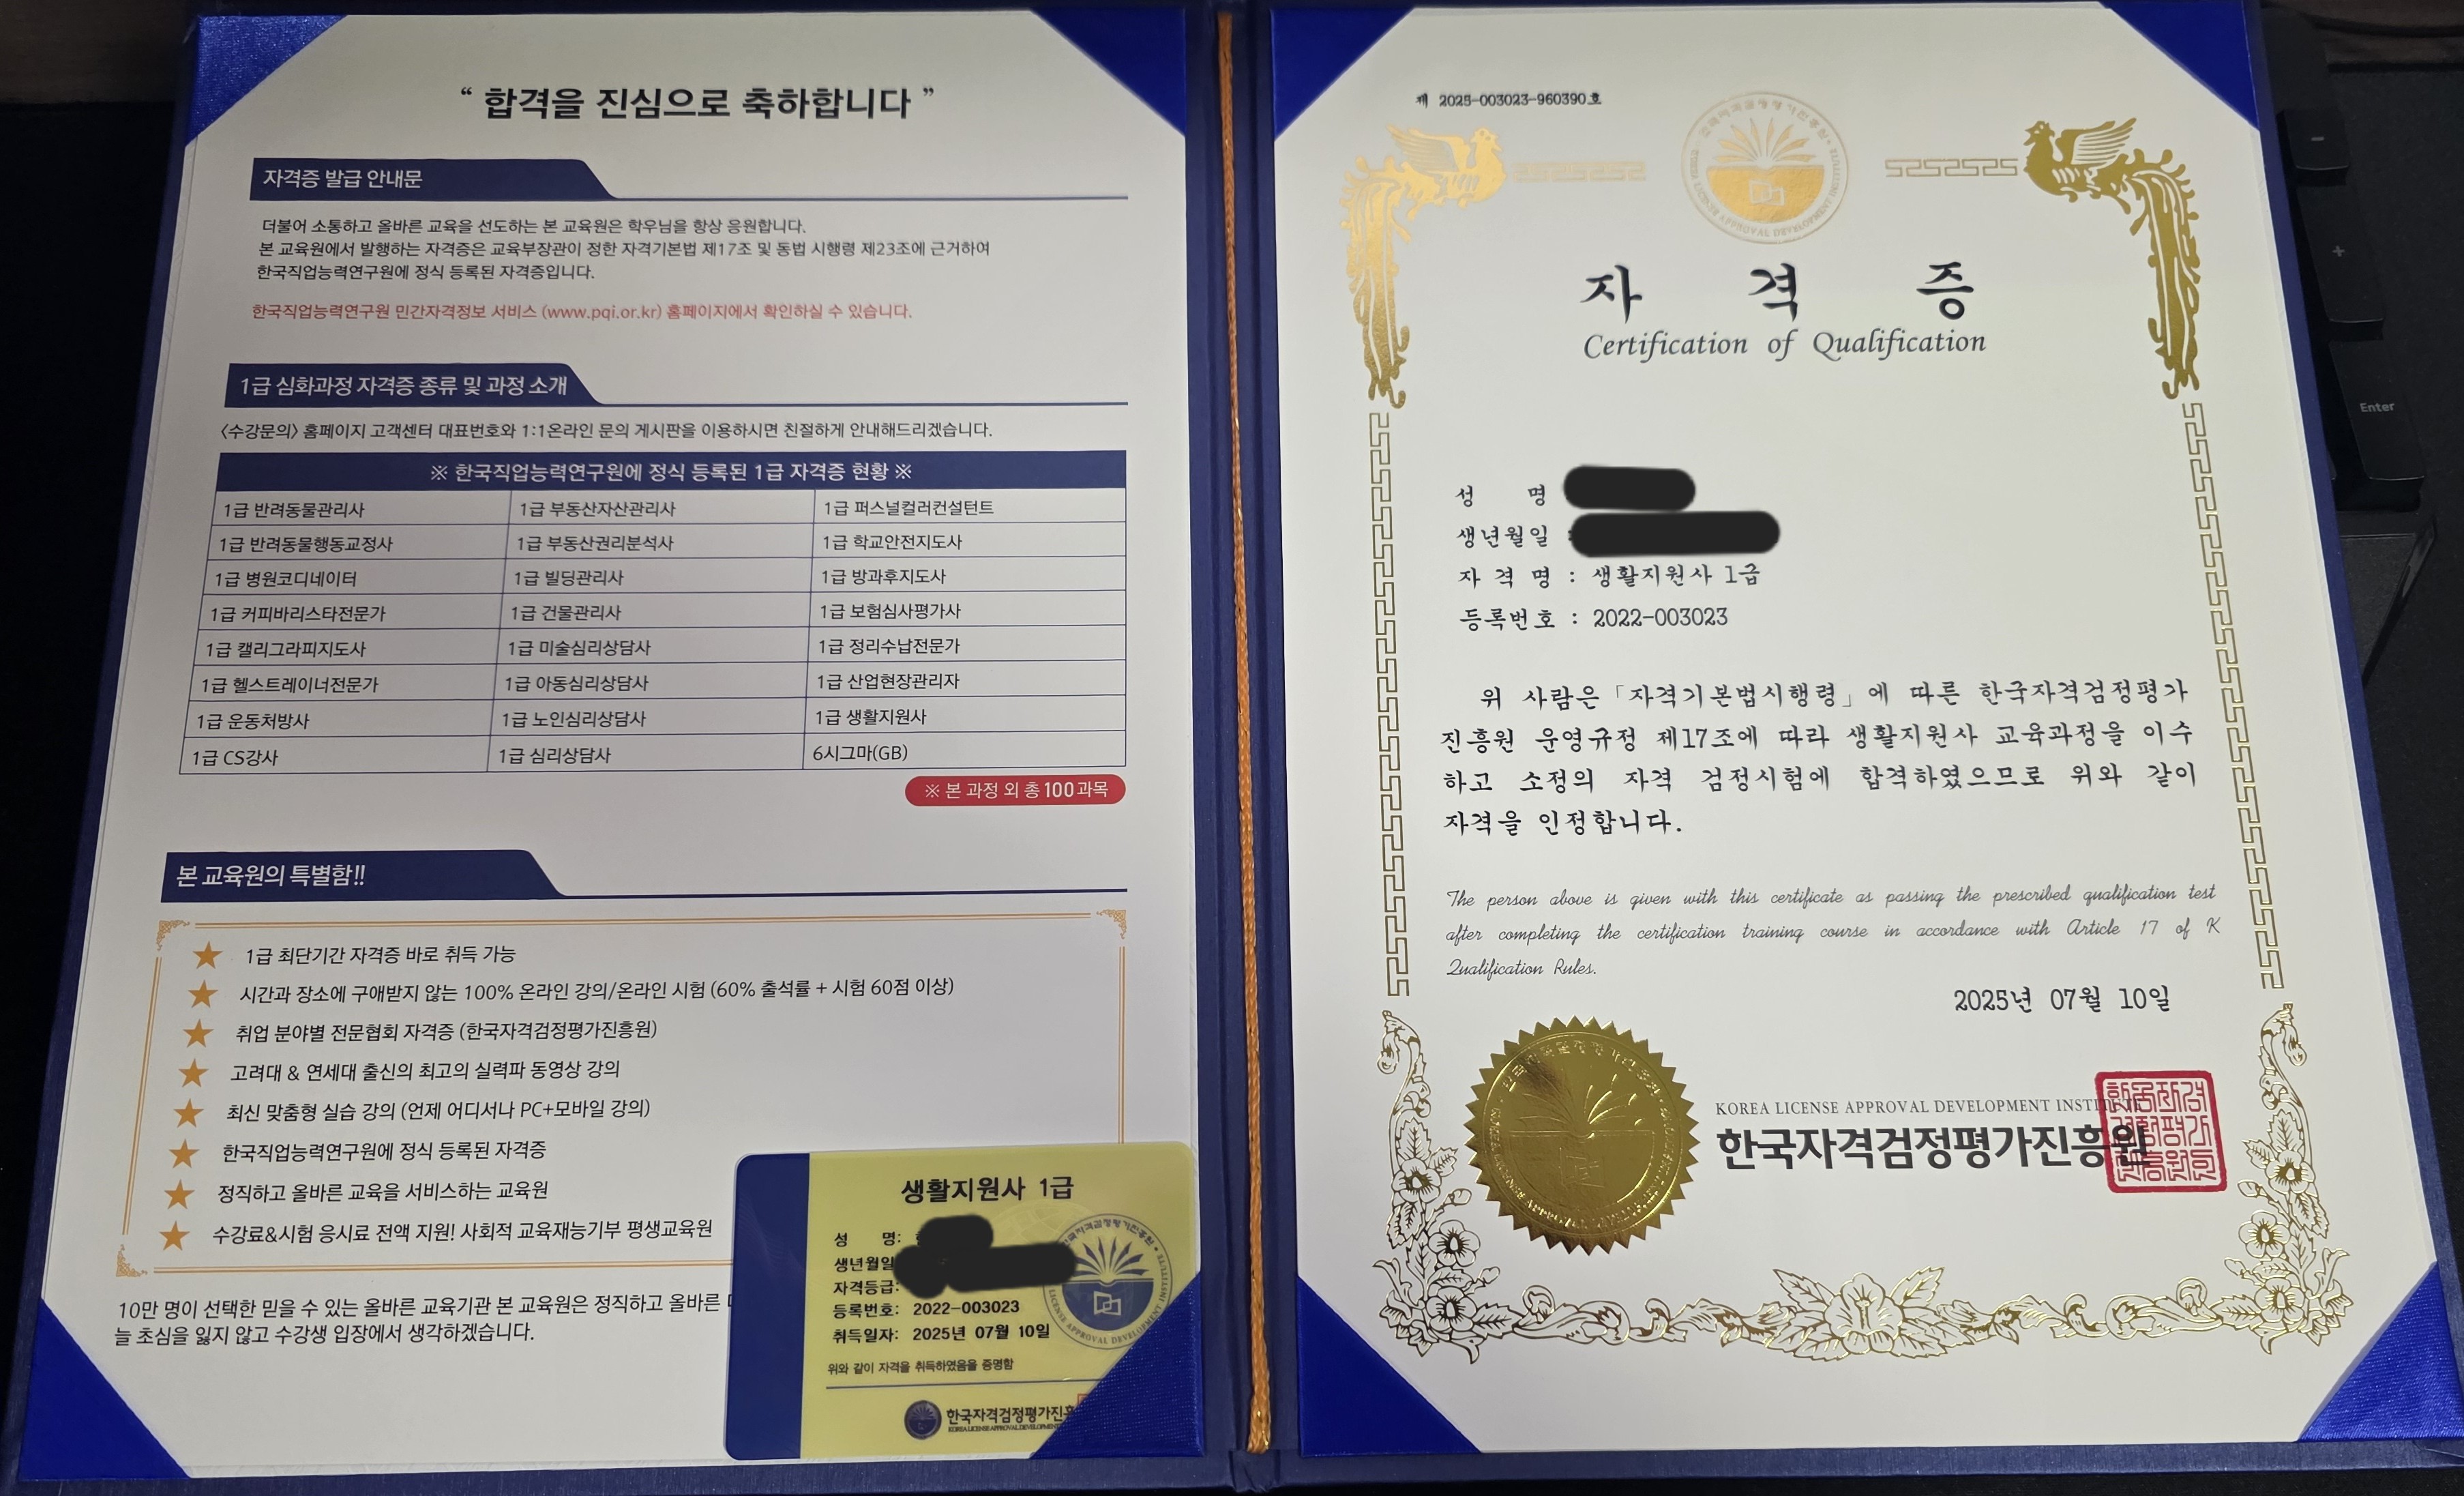 “ 합격을 진심으로 축하합니다 ”
자격증 발급 안내문
더불어 소통하고 올바른 교육을 선도하는 본 교육원은 학우님을 항상 응원합니다.
본 교육원에서 발행하는 자격증은 교육부장관이 정한 자격기본법 제17조 및 동법 시행령 제23조에 근거하여
한국직업능력연구원에 정식 등록된 자격증입니다.
한국직업능력연구원 민간자격정보 서비스 (www.pqi.or.kr) 홈페이지에서 확인하실 수 있습니다.
1급 심화과정 자격증 종류 및 과정 소개
<수강문의> 홈페이지 고객센터 대표번호와 1:1온라인 문의 게시판을 이용하시면 친절하게 안내해드리겠습니다.
※ 한국직업능력연구원에 정식 등록된 1급 자격증 현황 ※
1급 반려동물관리사 1급 부동산자산관리사 1급 퍼스널컬러컨설턴트
1급 반려동물행동교정사 1급 부동산권리분석사 1급 학교안전지도사
1급 병원코디네이터 1급 빌딩관리사 1급 방과후지도사
1급 커피바리스타전문가 1급 건물관리사 1급 보험심사평가사
1급 캘리그라피지도사 1급 미술심리상담사 1급 정리수납전문가
1급 헬스트레이너전문가 1급 아동심리상담사 1급 산업현장관리자
1급 운동처방사 1급 노인심리상담사 1급 생활지원사
1급 CS강사 1급 심리상담사 6시그마(GB)
※ 본 과정 외 총 100과목
본 교육원의 특별함!!
★ 1급 최단기간 자격증 바로 취득 가능
★ 시간과 장소에 구애받지 않는 100% 온라인 강의/온라인 시험 (60% 출석률 + 시험 60점 이상)
★ 취업 분야별 전문협회 자격증 (한국자격검정평가진흥원)
★ 고려대 & 연세대 출신의 최고의 실력파 동영상 강의
★ 최신 맞춤형 실습 강의 (언제 어디서나 PC+모바일 강의)
★ 한국직업능력연구원에 정식 등록된 자격증
★ 정직하고 올바른 교육을 서비스하는 교육원
★ 수강료&시험 응시료 전액 지원! 사회적 교육재능기부 평생교육원
10만 명이 선택한 믿을 수 있는 올바른 교육기관 본 교육원은 정직하고 올바른
늘 초심을 잃지 않고 수강생 입장에서 생각하겠습니다.
생활지원사 1급
성 명:
생년월일
자격등급:
등록번호: 2022-003023
취득일자: 2025년 07월 10일
위와 같이 자격을 취득하였음을 증명함
한국자격검정평가진흥
KOREA LICENSE APPROVAL DEVELOPMENT
제 2025-003023-960390호
KOREA LICENSE APPROVAL DEVELOPMENT INSTITUTE
자 격 증
Certification of Qualification
성 명
생년월일 :
자 격 명 : 생활지원사 1급
등록번호 : 2022-003023
위 사람은「자격기본법시행령」에 따른 한국자격검정평가
진흥원 운영규정 제17조에 따라 생활지원사 교육과정을 이수
하고 소정의 자격 검정시험에 합격하였으므로 위와 같이
자격을 인정합니다.
The person above is given with this certificate as passing the prescribed qualification test
after completing the certification training course in accordance with Article 17 of K
Qualification Rules.
2025년 07월 10일
KOREA LICENSE APPROVAL DEVELOPMENT INSTITUTE
한국자격검정평가진흥원
-
+
Enter